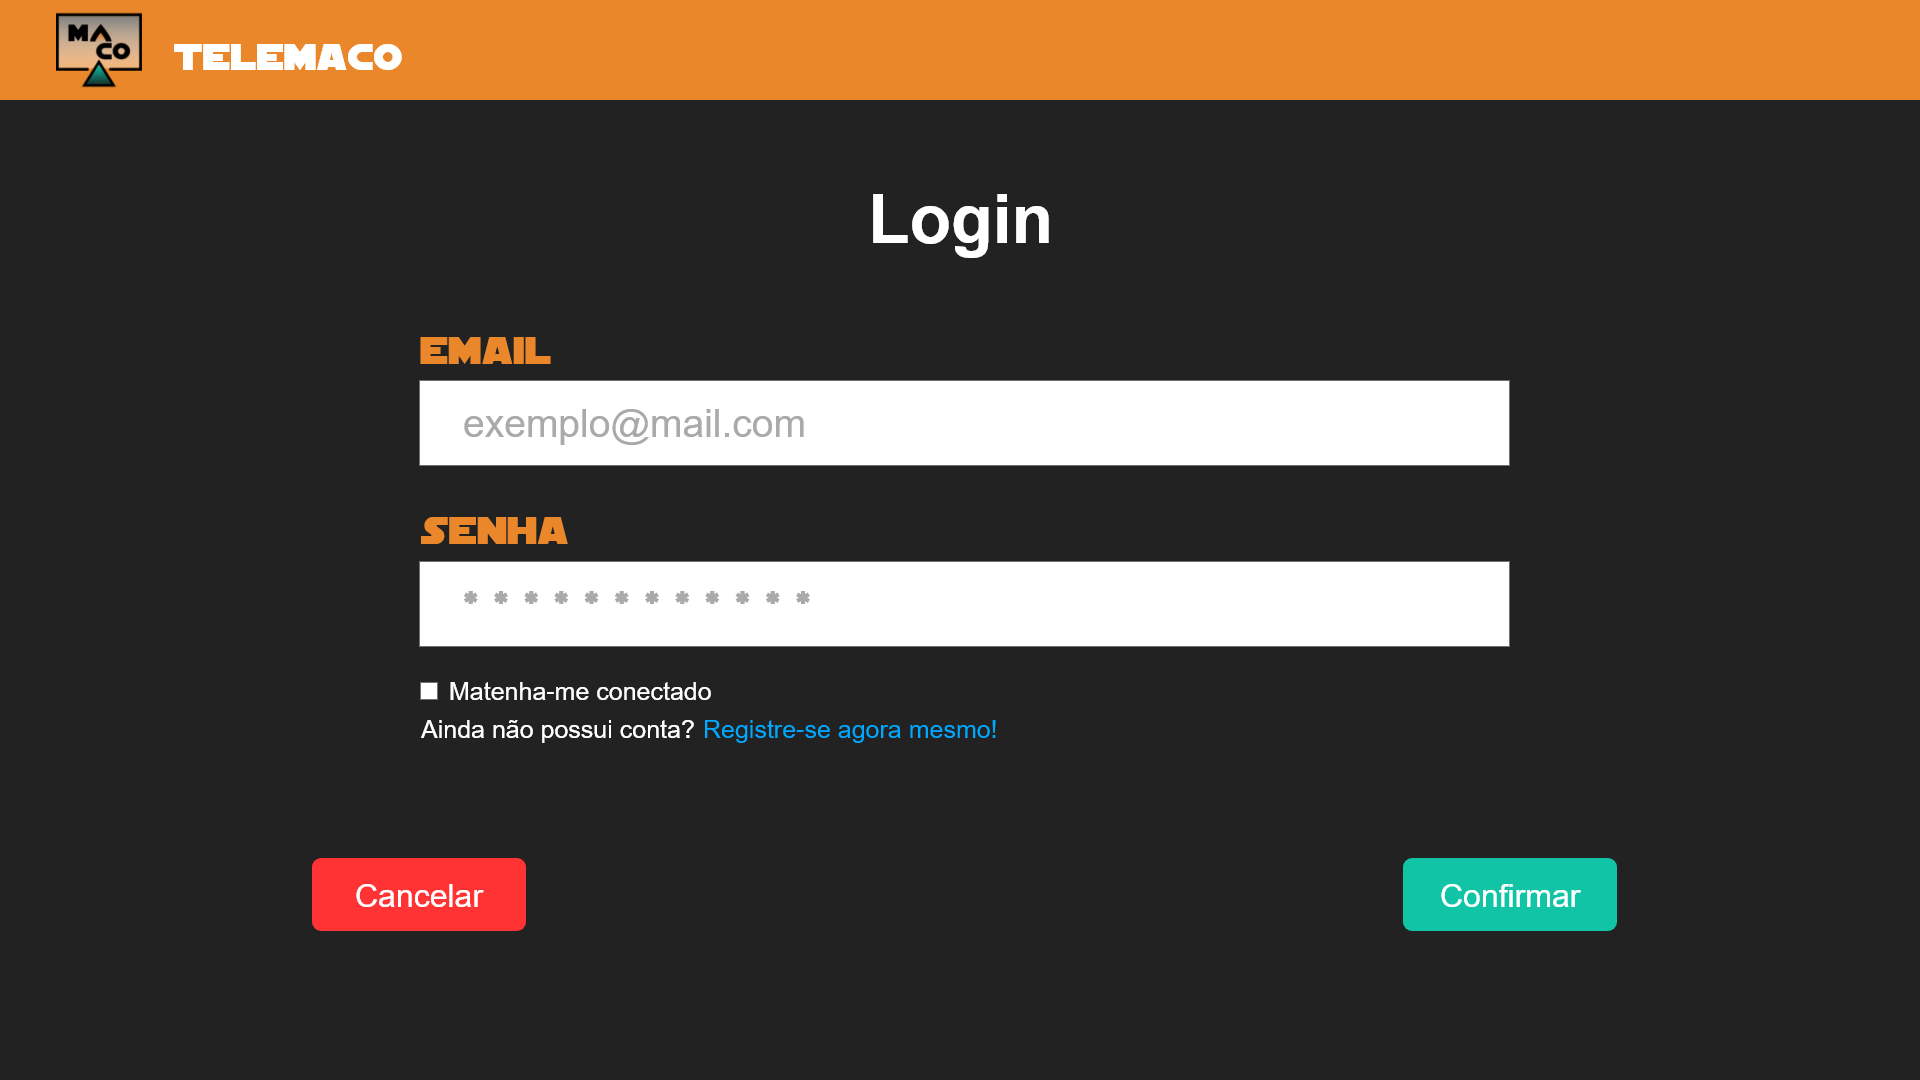 MACO
TELEMACO
Login
EMAIL
exemplo@mail.com
SENHA
* * * * * * * * * * * *
Matenha-me conectado
Ainda não possui conta? Registre-se agora mesmo!
Cancelar
Confirmar